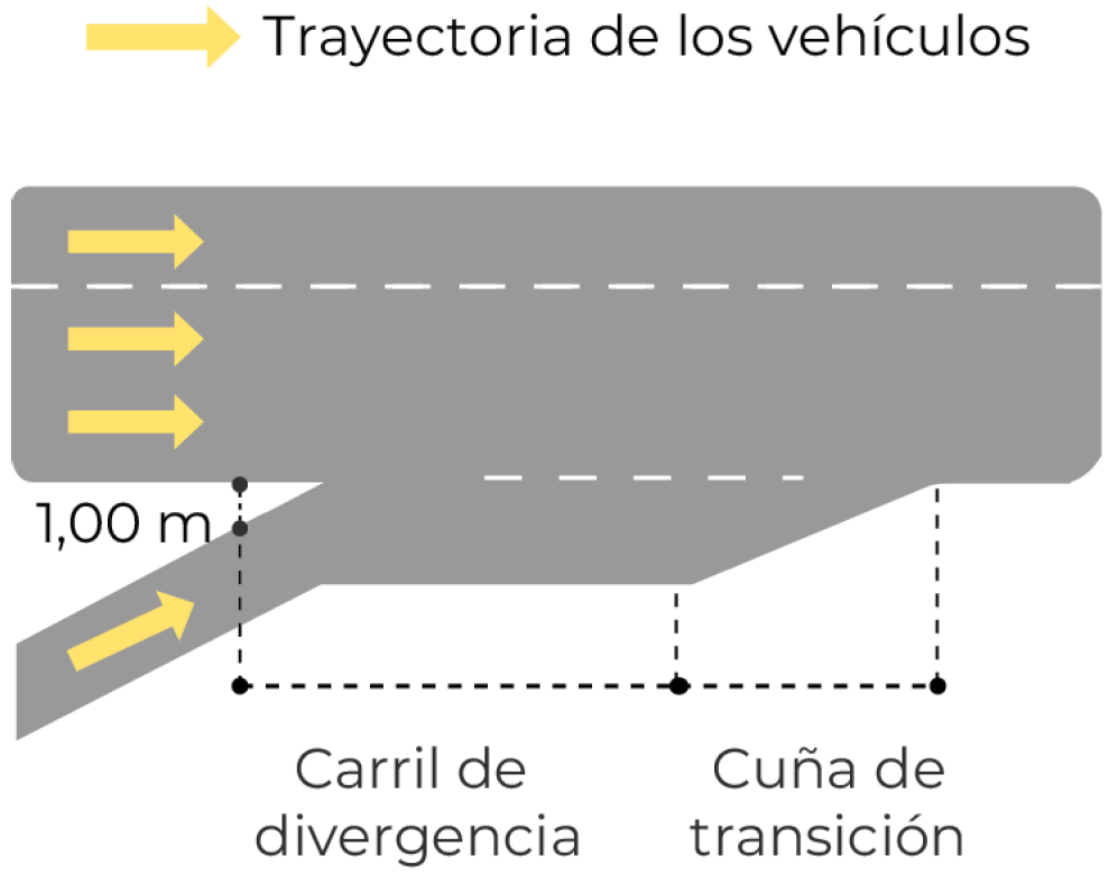 Trayectoria de los vehículos
1,00 m
Carril de
divergencia
Cuña de
transición